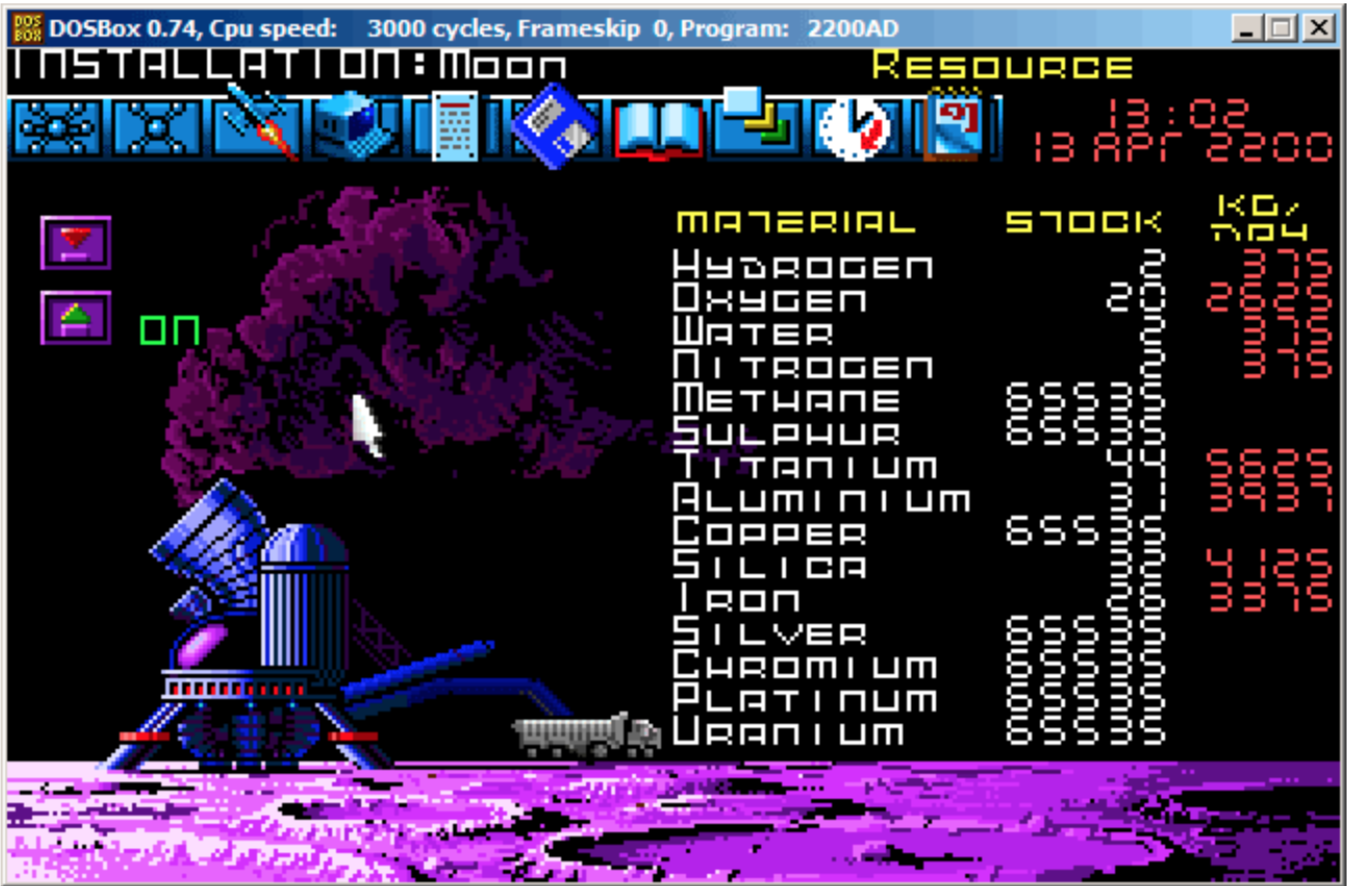 DOSBox 0.74, Cpu speed: 3000 cycles, Frameskip 0, Program: 2200AD
Installation:Moon Resource
13:02
13 Apr 2200
ON
Material Stock KG/Day
Hydrogen 2 375
Oxygen 20 2625
Water 2 375
Nitrogen 2 375
Methane 65535
Sulphur 65535
Titanium 44 5625
Aluminium 31 3937
Copper 65535
Silica 32 4125
Iron 26 3375
Silver 65535
Chromium 65535
Platinum 65535
Uranium 65535